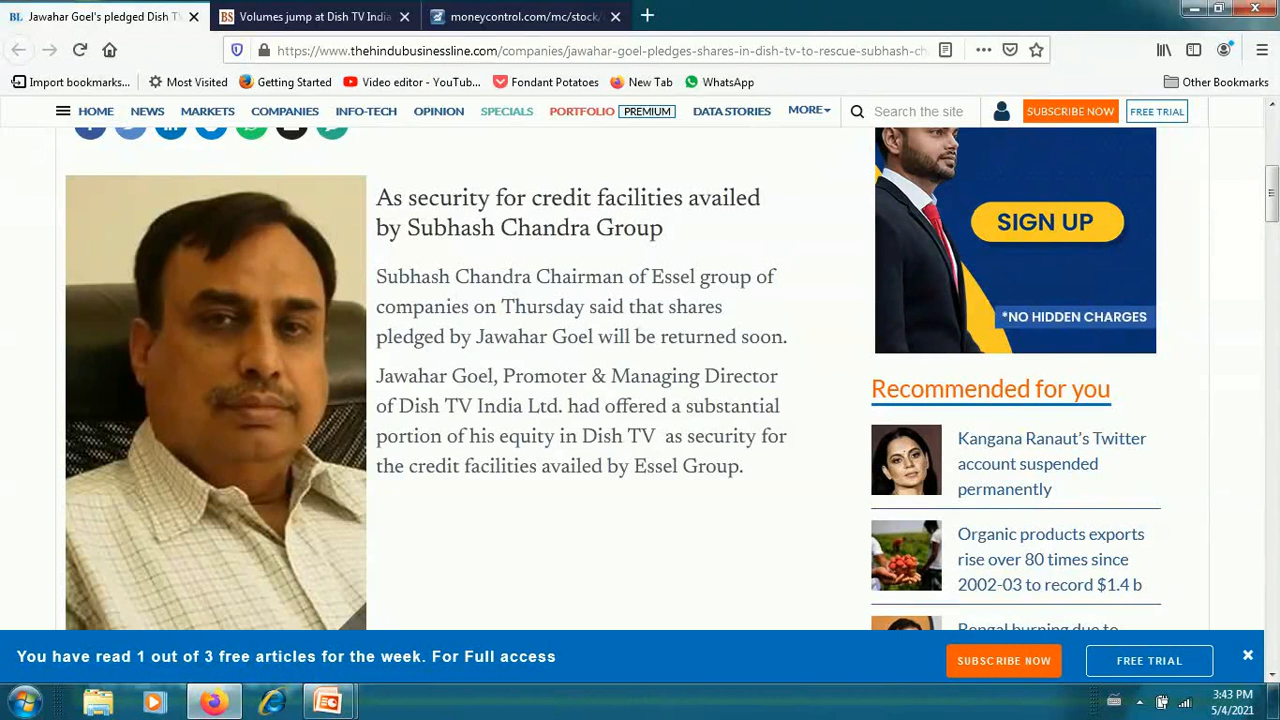 Jawahar Goel's pledged Dish T
BS Volumes jump at Dish TV India
moneycontrol.com/mc/stock/
https://www.thehindubusinessline.com/companies/jawahar-goel-pledges-shares-in-dish-tv-to-rescue-subhash-ch
Import bookmarks... Most Visited Getting Started Video editor - YouTub... Fondant Potatoes New Tab WhatsApp Other Bookmarks
HOME NEWS MARKETS COMPANIES INFO-TECH OPINION SPECIALS PORTFOLIO PREMIUM DATA STORIES MORE Search the site SUBSCRIBE NOW FREE TRIAL
As security for credit facilities availed
by Subhash Chandra Group
Subhash Chandra Chairman of Essel group of
companies on Thursday said that shares
pledged by Jawahar Goel will be returned soon.
Jawahar Goel, Promoter & Managing Director
of Dish TV India Ltd. had offered a substantial
portion of his equity in Dish TV as security for
the credit facilities availed by Essel Group.
SIGN UP
*NO HIDDEN CHARGES
Recommended for you
Kangana Ranaut's Twitter
account suspended
permanently
Organic products exports
rise over 80 times since
2002-03 to record $1.4 b
Bengal burning due to
You have read 1 out of 3 free articles for the week. For Full access
SUBSCRIBE NOW FREE TRIAL
3:43 PM
5/4/2021